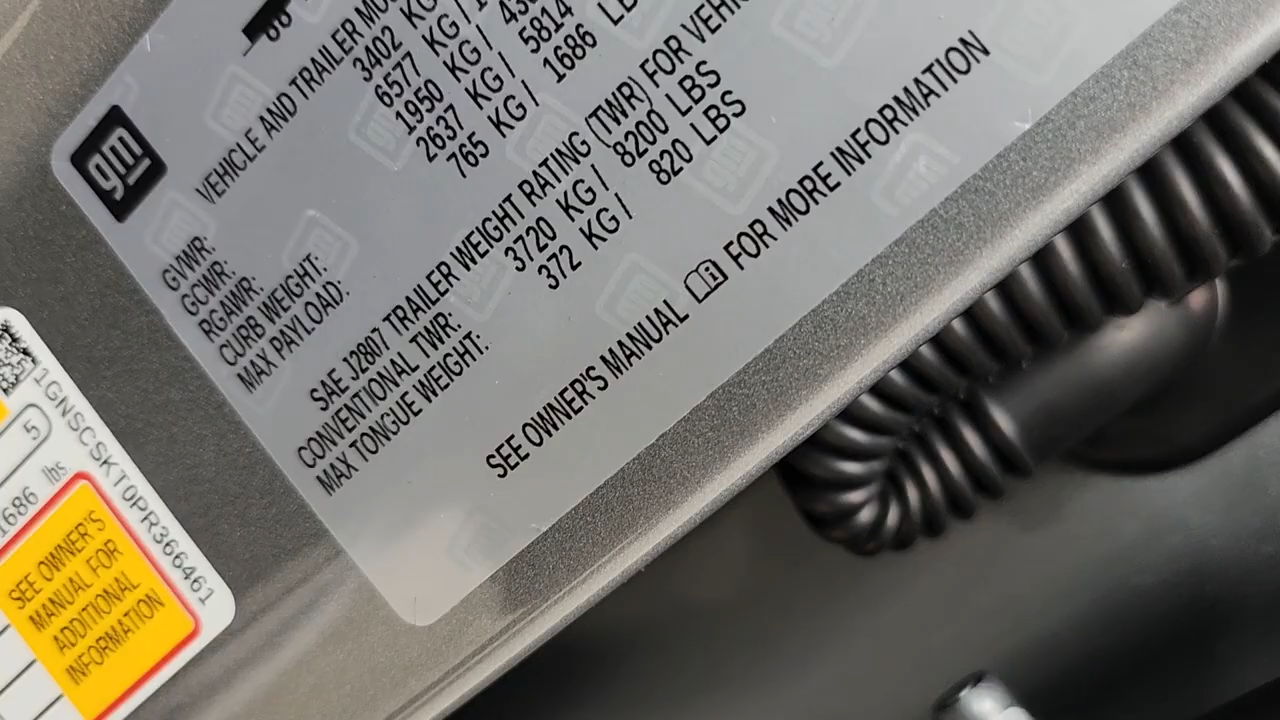 gm
VEHICLE AND TRAILER
GVWR: 3402
GCWR: 6577 KG /
RGAWR: 1950 KG /
CURB WEIGHT: 2637 KG / 5814
MAX PAYLOAD: 765 KG / 1686
SAE J2807 TRAILER WEIGHT RATING (TWR) FOR
CONVENTIONAL TWR: 3720 KG / 8200 LBS
MAX TONGUE WEIGHT: 372 KG / 820 LBS
SEE OWNER'S MANUAL FOR MORE INFORMATION
1GNSCSKT0PR366461
5
1686 lbs
SEE OWNER'S
MANUAL FOR
ADDITIONAL
INFORMATION